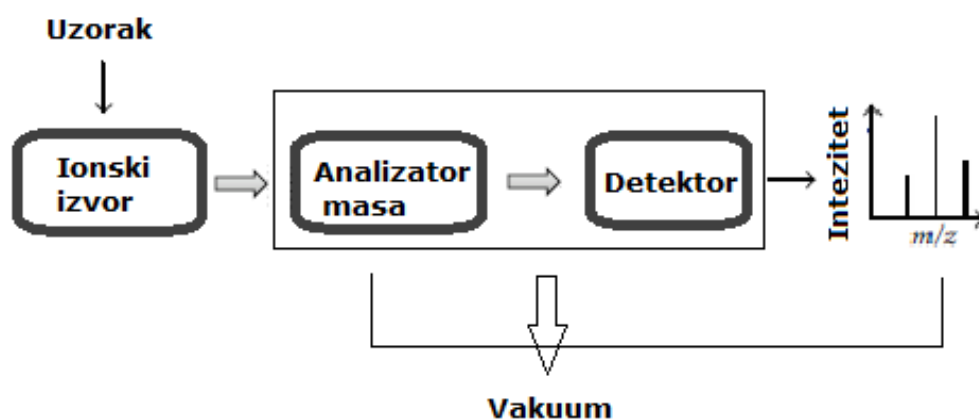 Uzorak
Ionski
izvor
Analizator
masa
Detektor
Intezitet
m/z
Vakuum